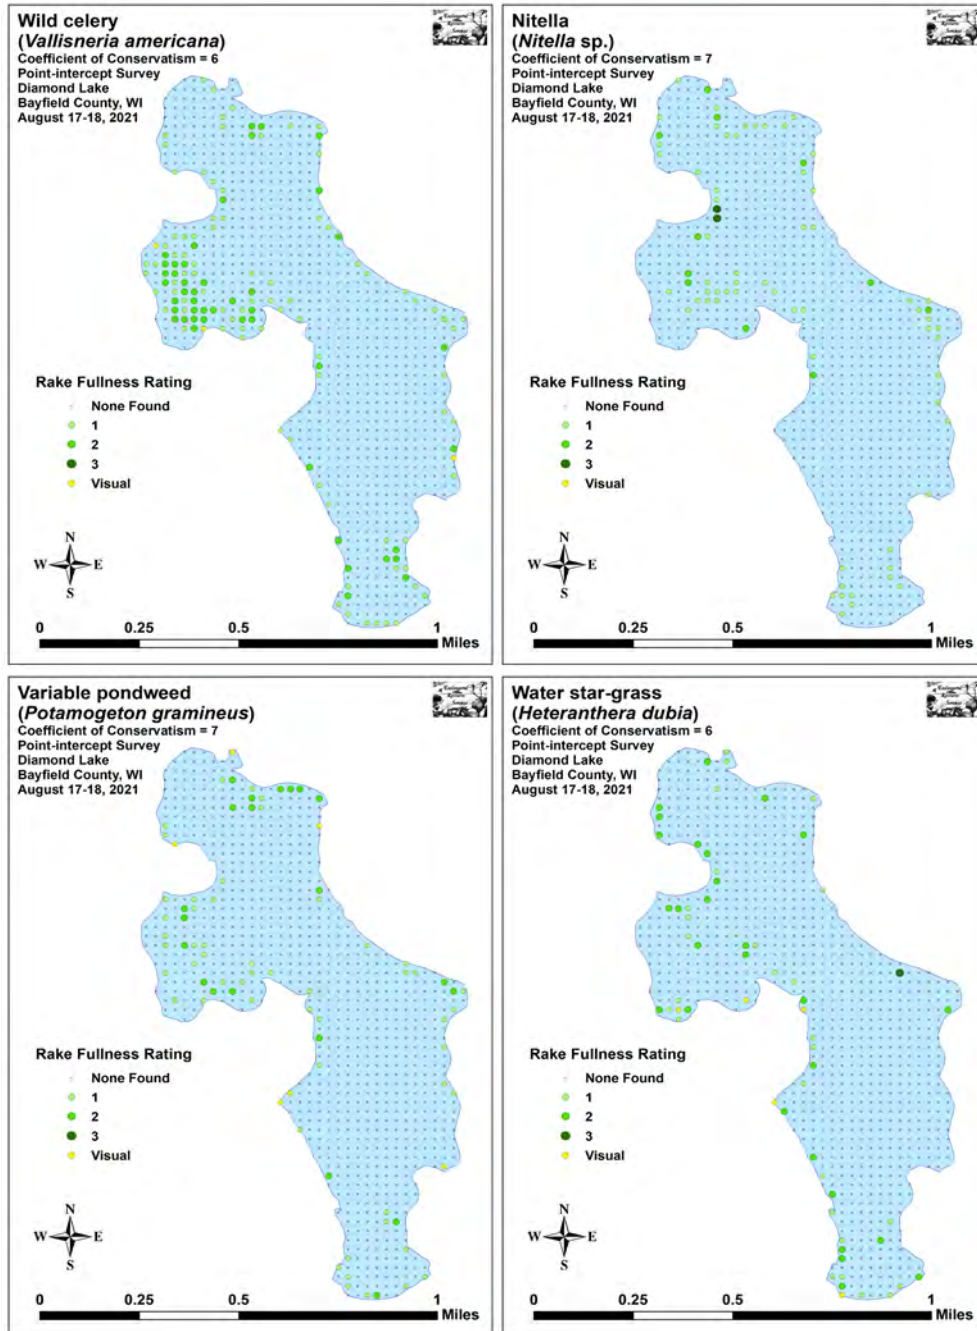 Wild celery
(Vallisneria americana)
Coefficient of Conservatism = 6
Point-intercept Survey
Diamond Lake
Bayfield County, WI
August 17-18, 2021
Rake Fullness Rating
None Found
1
2
3
Visual
N
W E
S
0 0.25 0.5 1
Miles
Nitella
(Nitella sp.)
Coefficient of Conservatism = 7
Point-intercept Survey
Diamond Lake
Bayfield County, WI
August 17-18, 2021
Rake Fullness Rating
None Found
1
2
3
Visual
N
W E
S
0 0.25 0.5 1
Miles
Variable pondweed
(Potamogeton gramineus)
Coefficient of Conservatism = 7
Point-intercept Survey
Diamond Lake
Bayfield County, WI
August 17-18, 2021
Rake Fullness Rating
None Found
1
2
3
Visual
N
W E
S
0 0.25 0.5 1
Miles
Water star-grass
(Heteranthera dubia)
Coefficient of Conservatism = 6
Point-intercept Survey
Diamond Lake
Bayfield County, WI
August 17-18, 2021
Rake Fullness Rating
None Found
1
2
3
Visual
N
W E
S
0 0.25 0.5 1
Miles